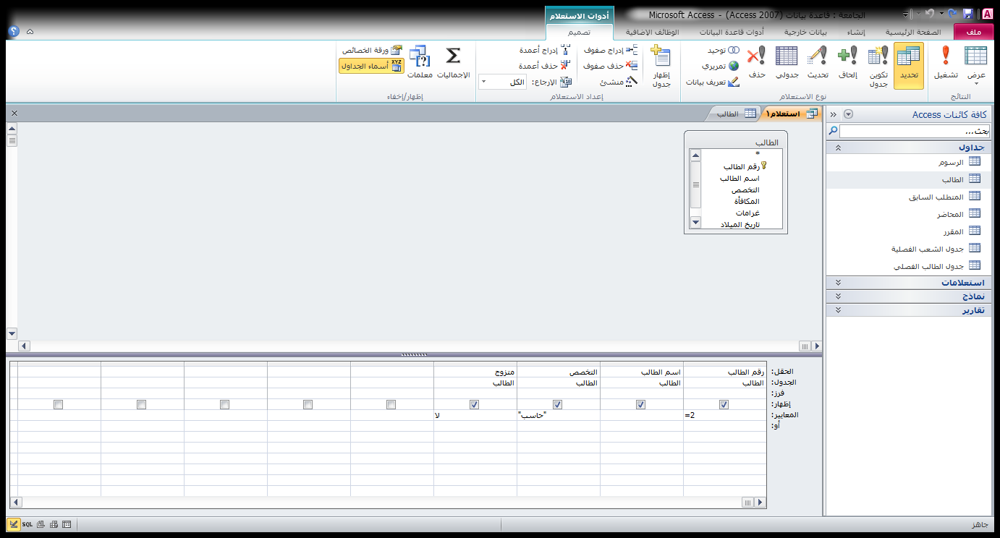 الجامعة : قاعدة بيانات (Access 2007) - Microsoft Access
أدوات الاستعلام
ملف
الصفحة الرئيسية
إنشاء
بيانات خارجية
أدوات قاعدة البيانات
الوظائف الإضافية
تصميم
عرض
تشغيل
النتائج
تحديد
تكوين جدول
إلحاق
تحديث
جدولي
حذف
توحيد
تمريري
تعريف بيانات
نوع الاستعلام
إظهار جدول
إدراج صفوف
حذف صفوف
منشئ
إدراج أعمدة
حذف أعمدة
الإرجاع: الكل
إعداد الاستعلام
الإجماليات
معلمات
ورقة الخصائص
أسماء الجداول
إظهار/إخفاء
كافة كائنات Access
بحث...
جداول
الرسوم
الطالب
المتطلب السابق
المحاضر
المقرر
جدول الشعب الفصلية
جدول الطالب الفصلي
استعلامات
نماذج
تقارير
استعلام١
الطالب
الطالب
*
رقم الطالب
اسم الطالب
التخصص
المكافأة
غرامات
تاريخ الميلاد
الحقل: رقم الطالب اسم الطالب التخصص متزوج
الجدول: الطالب الطالب الطالب الطالب
فرز:
إظهار:
المعايير: =2 "حاسب" لا
أو:
جاهز
SQL